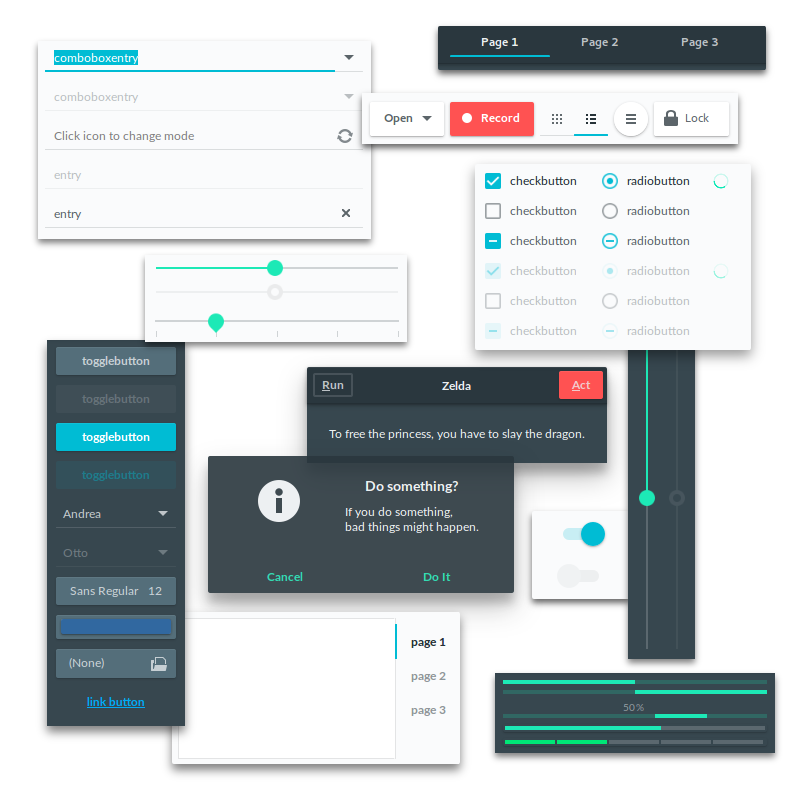 comboboxentry
comboboxentry
Click icon to change mode
entry
entry
Page 1 Page 2 Page 3
Open Record Lock
checkbutton radiobutton
checkbutton radiobutton
checkbutton radiobutton
checkbutton radiobutton
checkbutton radiobutton
checkbutton radiobutton
togglebutton
togglebutton
togglebutton
togglebutton
Andrea
Otto
Sans Regular 12
(None)
link button
Run Zelda Act
To free the princess, you have to slay the dragon.
Do something?
If you do something,
bad things might happen.
Cancel Do It
page 1
page 2
page 3
50 %